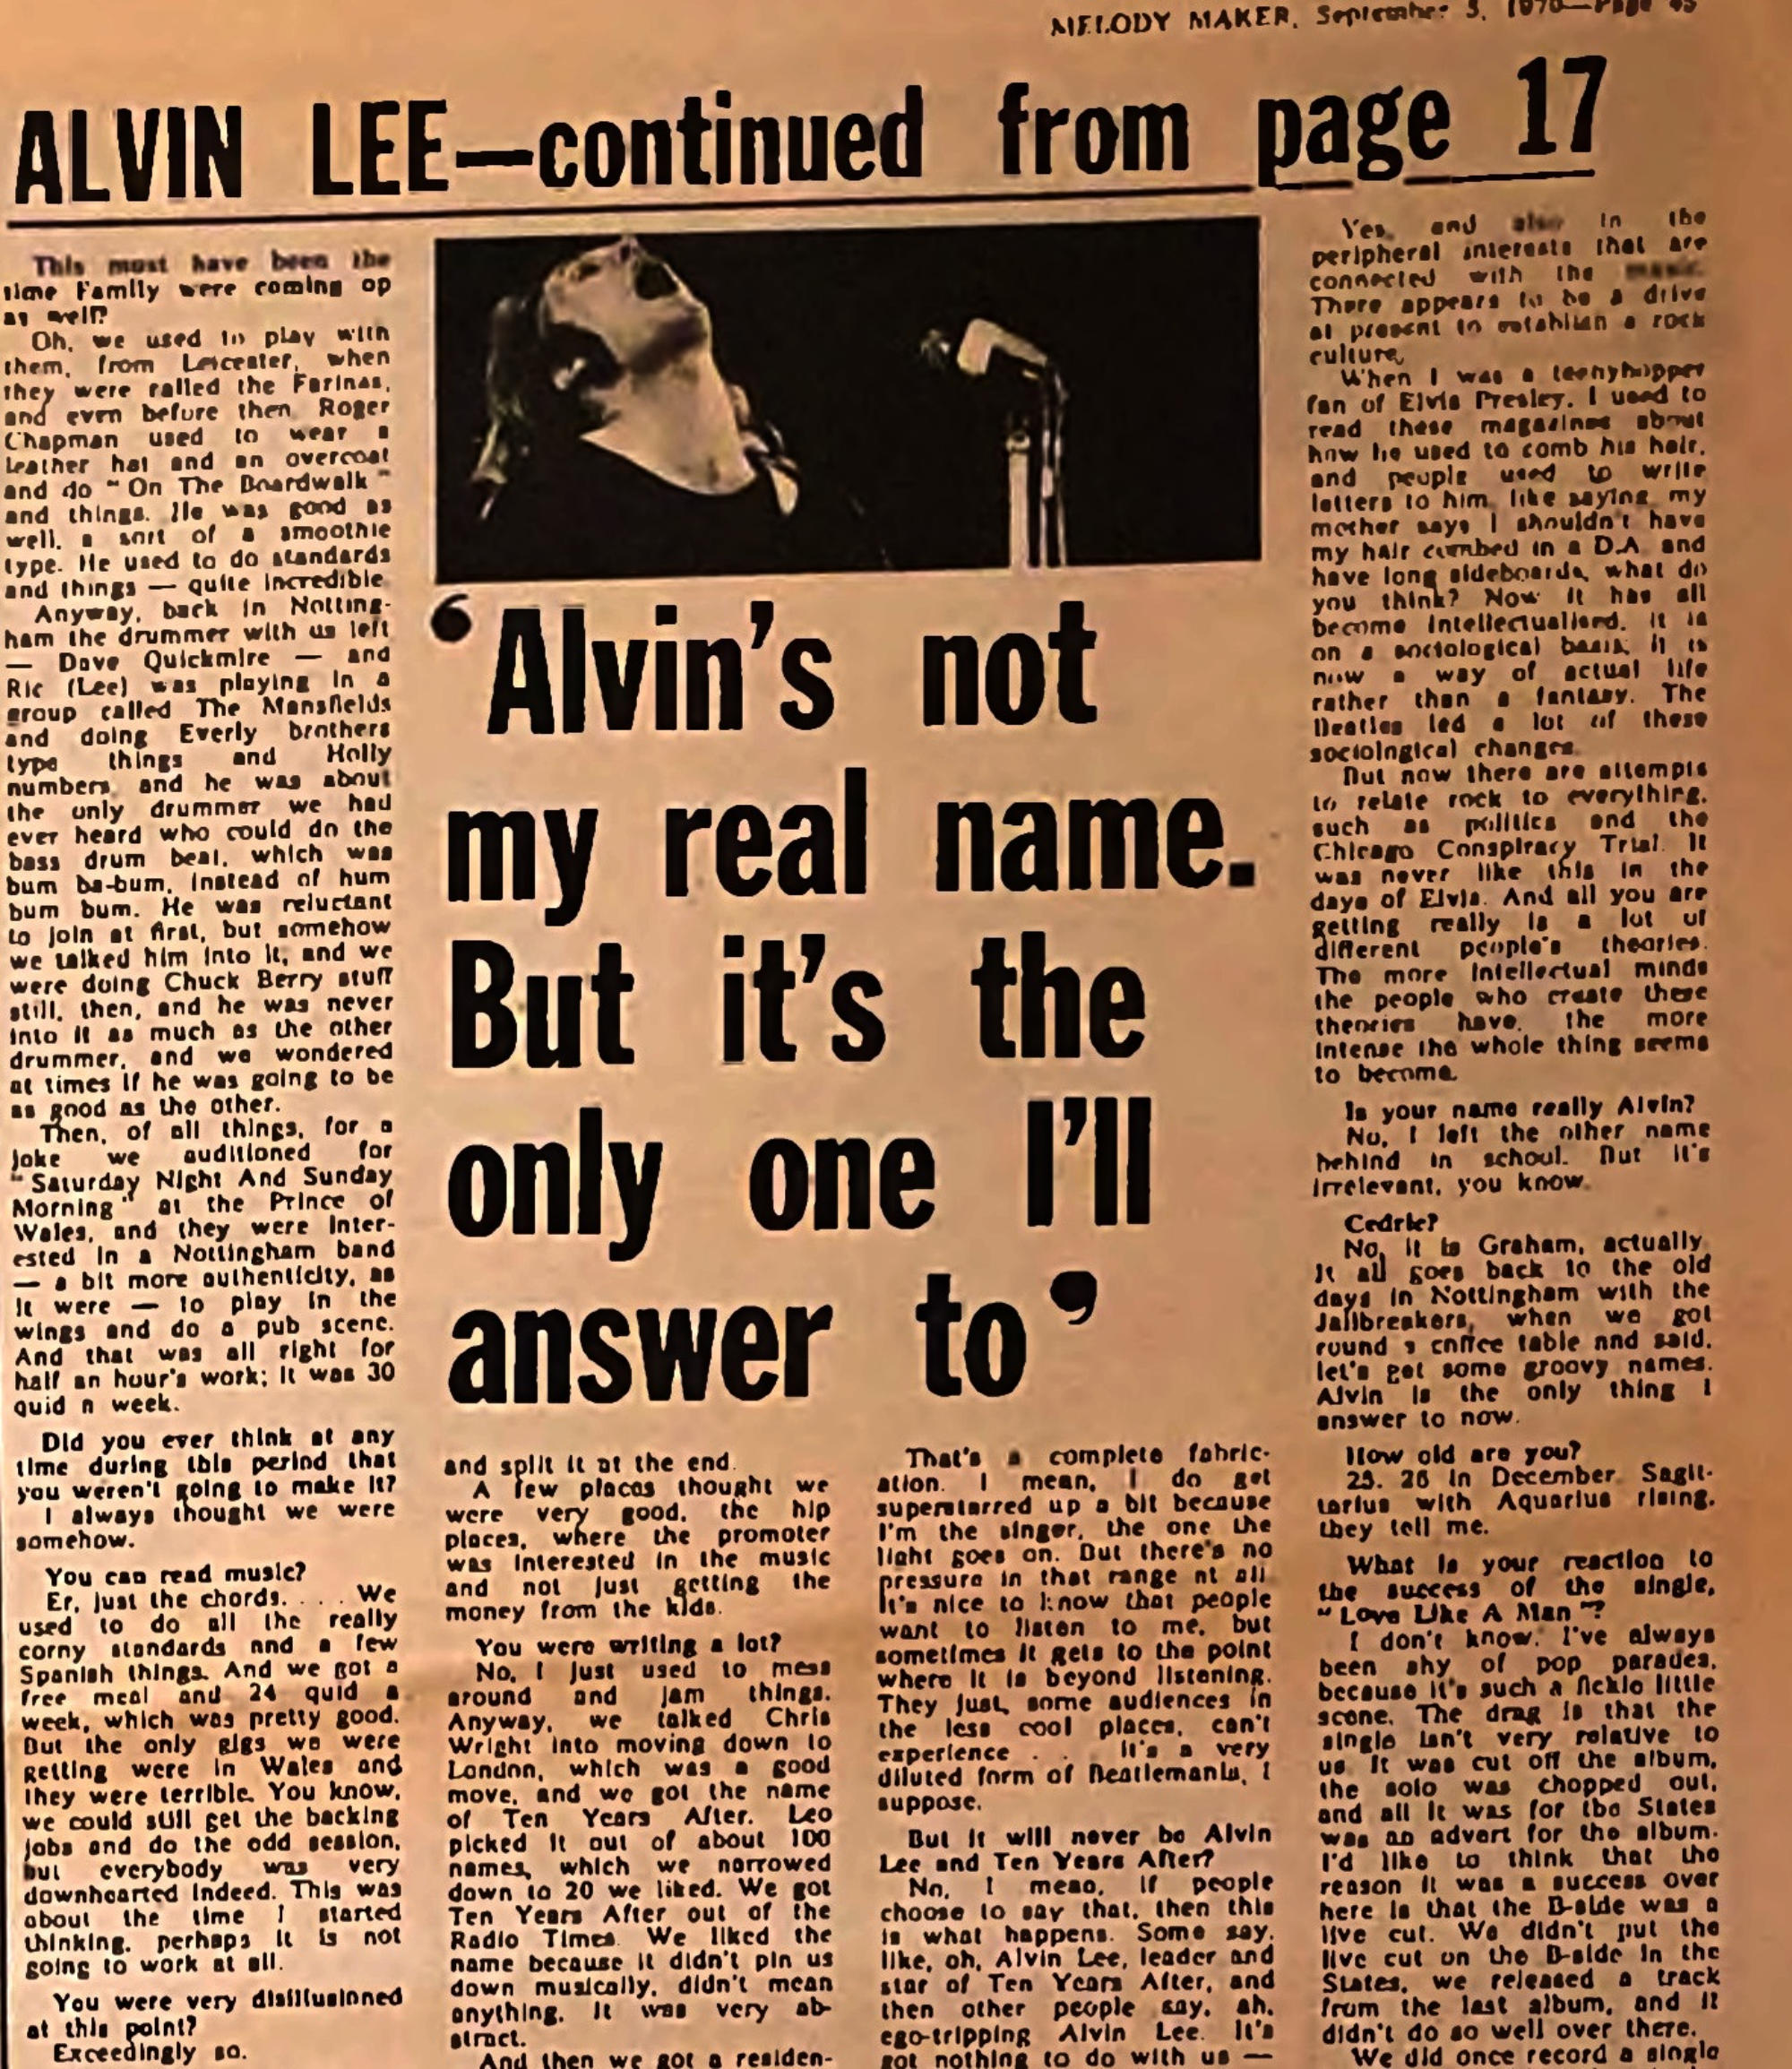 MELODY MAKER, September 5, 1970—Page 45
ALVIN LEE—continued from page 17
This must have been the
time Family were coming op
as well?
Oh, we used to play with
them, from Leicester, when
they were called the Farinas,
and even before then Roger
Chapman used to wear a
leather hat and an overcoat
and do "On The Boardwalk"
and things. He was good as
well, a sort of a smoothie
type. He used to do standards
and things — quite incredible
Anyway, back in Notting-
ham the drummer with us left
— Dave Quickmire — and
Ric (Lee) was playing in a
group called The Mansfields
and doing Everly brothers
type things and Holly
numbers, and he was about
the only drummer we had
ever heard who could do the
bass drum beat, which was
bum ba-bum, instead of bum
bum bum. He was reluctant
to join at first, but somehow
we talked him into it, and we
were doing Chuck Berry stuff
still, then, and he was never
into it as much as the other
drummer, and we wondered
at times if he was going to be
as good as the other.
Then, of all things, for a
joke we auditioned for
"Saturday Night And Sunday
Morning" at the Prince of
Wales, and they were inter-
ested in a Nottingham band
— a bit more authenticity, as
it were — to play in the
wings and do a pub scene.
And that was all right for
half an hour's work; it was 30
quid a week.
Did you ever think at any
time during this period that
you weren't going to make it?
I always thought we were
somehow.
You can read music?
Er, just the chords. . . . We
used to do all the really
corny standards and a few
Spanish things. And we got a
free meal and 24 quid a
week, which was pretty good.
But the only gigs we were
getting were in Wales and
they were terrible. You know,
we could still get the backing
jobs and do the odd session,
but everybody was very
downhearted indeed. This was
about the time I started
thinking, perhaps it is not
going to work at all.
You were very disillusioned
at this point?
Exceedingly so.
‘Alvin's not
my real name.
But it's the
only one I'll
answer to’
and split it at the end.
A few places thought we
were very good, the hip
places, where the promoter
was interested in the music
and not just getting the
money from the kids.
You were writing a lot?
No, I just used to mess
around and jam things.
Anyway, we talked Chris
Wright into moving down to
London, which was a good
move, and we got the name
of Ten Years After. Leo
picked it out of about 100
names, which we narrowed
down to 20 we liked. We got
Ten Years After out of the
Radio Times. We liked the
name because it didn't pin us
down musically, didn't mean
anything. It was very ab-
stract.
And then we got a residen-
That's a complete fabric-
ation. I mean, I do get
superstarred up a bit because
I'm the singer, the one the
light goes on. But there's no
pressure in that range at all
It's nice to know that people
want to listen to me, but
sometimes it gets to the point
where it is beyond listening.
They just, some audiences in
the less cool places, can't
experience . . It's a very
diluted form of Beatlemania, I
suppose.
But it will never be Alvin
Lee and Ten Years After?
No, I mean, if people
choose to say that, then this
is what happens. Some say,
like, oh, Alvin Lee, leader and
star of Ten Years After, and
then other people say, ah,
ego-tripping Alvin Lee. It's
got nothing to do with us —
Yes, and also in the
peripheral interests that are
connected with the
There appears to be a drive
at present to establish a rock
culture.
When I was a teenyhopper
fan of Elvis Presley, I used to
read these magazines about
how he used to comb his hair,
and people used to write
letters to him, like saying, my
mother says I shouldn't have
my hair combed in a D.A. and
have long sideboards, what do
you think? Now it has all
become intellectualised. It is
on a sociological basis; it is
now a way of actual life
rather than a fantasy. The
Beatles led a lot of these
sociological changes.
But now there are attempts
to relate rock to everything,
such as politics and the
Chicago Conspiracy Trial. It
was never like this in the
days of Elvis. And all you are
getting really is a lot of
different people's theories.
The more intellectual minds
the people who create these
theories have, the more
intense the whole thing seems
to become.
Is your name really Alvin?
No, I left the other name
behind in school. But it's
irrelevant, you know.
Cedric?
No, it is Graham, actually.
It all goes back to the old
days in Nottingham with the
Jailbreakers, when we got
round a coffee table and said,
let's get some groovy names.
Alvin is the only thing I
answer to now.
How old are you?
25. 26 in December. Sagit-
tarius with Aquarius rising,
they tell me.
What is your reaction to
the success of the single,
"Love Like A Man"?
I don't know. I've always
been shy of pop parades,
because it's such a fickle little
scene. The drag is that the
single isn't very relative to
us. It was cut off the album,
the solo was chopped out,
and all it was for the States
was an advert for the album.
I'd like to think that the
reason it was a success over
here is that the B-side was a
live cut. We didn't put the
live cut on the B-side in the
States, we released a track
from the last album, and it
didn't do so well over there.
We did once record a single